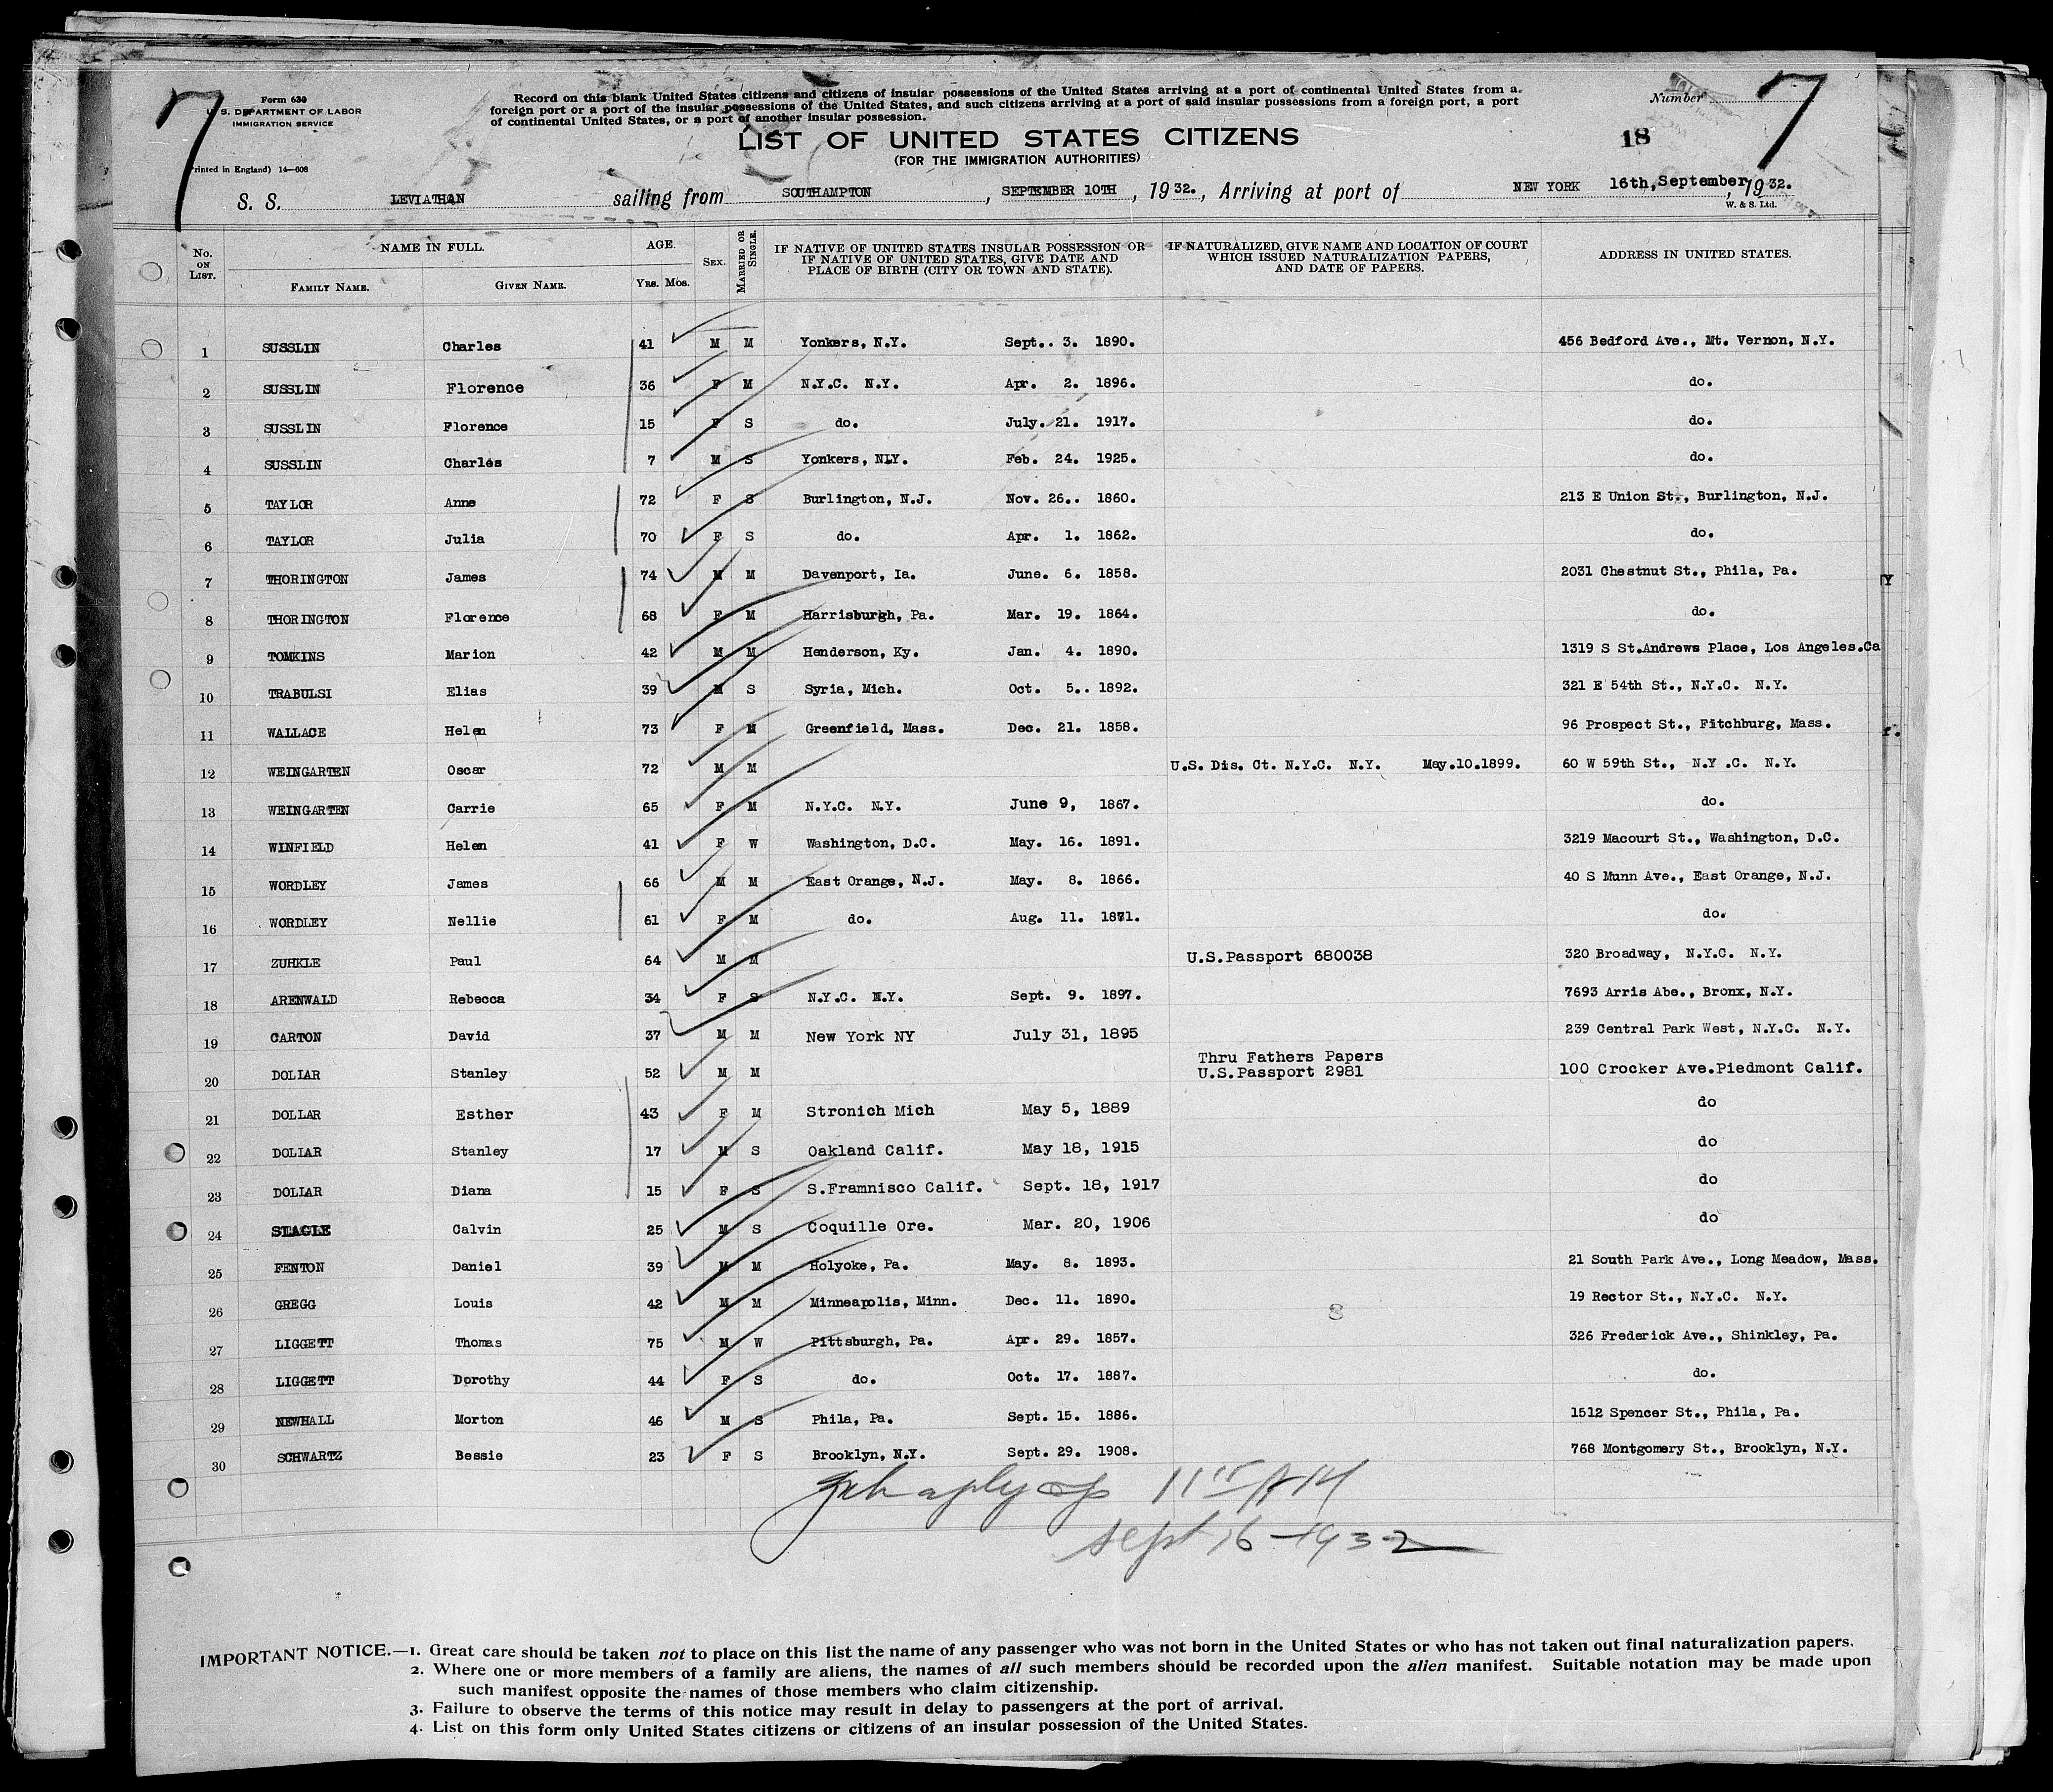 7
7
Form 630
U. S. DEPARTMENT OF LABOR
IMMIGRATION SERVICE
Printed in England) 14—608
Record on this blank United States citizens and citizens of insular possessions of the United States arriving at a port of continental United States from a
foreign port or a port of the insular possessions of the United States, and such citizens arriving at a port of said insular possessions from a foreign port, a port
of continental United States, or a port of another insular possession.
LIST OF UNITED STATES CITIZENS
(FOR THE IMMIGRATION AUTHORITIES)
Number
18
S. S. LEVIATHAN sailing from SOUTHAMPTON, SEPTEMBER 10TH, 1932., Arriving at port of NEW YORK 16th, September, 1932.
W. & S. Ltd.
No. ON LIST. NAME IN FULL. FAMILY NAME. GIVEN NAME. AGE. YRS. MOS. SEX. MARRIED OR SINGLE. IF NATIVE OF UNITED STATES INSULAR POSSESSION OR IF NATIVE OF UNITED STATES, GIVE DATE AND PLACE OF BIRTH (CITY OR TOWN AND STATE). IF NATURALIZED, GIVE NAME AND LOCATION OF COURT WHICH ISSUED NATURALIZATION PAPERS, AND DATE OF PAPERS. ADDRESS IN UNITED STATES.
1 SUSSLIN Charles 41 M M Yonkers, N.Y. Sept.. 3. 1890. 456 Bedford Ave., Mt. Vernon, N.Y.
2 SUSSLIN Florence 36 F M N.Y.C. N.Y. Apr. 2. 1896. do.
3 SUSSLIN Florence 15 F S do. July. 21. 1917. do.
4 SUSSLIN Charles 7 M S Yonkers, NLY. Feb. 24. 1925. do.
5 TAYLOR Anne 72 F S Burlington, N.J. Nov. 26.. 1860. 213 E Union St., Burlington, N.J.
6 TAYLOR Julia 70 F S do. Apr. 1. 1862. do.
7 THORINGTON James 74 M M Davenport, Ia. June. 6. 1858. 2031 Chestnut St., Phila, Pa.
8 THORINGTON Florence 68 F M Harrisburgh, Pa. Mar. 19. 1864. do.
9 TOMKINS Marion 42 M M Henderson, Ky. Jan. 4. 1890. 1319 S St.Andrews Place, Los Angeles.Ca
10 TRABULSI Elias 39 M S Syria, Mich. Oct. 5.. 1892. 321 E 54th St., N.Y.C. N.Y.
11 WALLACE Helen 73 F M Greenfield, Mass. Dec. 21. 1858. 96 Prospect St., Fitchburg, Mass.
12 WEINGARTEN Oscar 72 M M U.S. Dis. Ct. N.Y.C. N.Y. May.10.1899. 60 W 59th St., N.Y .C. N.Y.
13 WEINGARTEN Carrie 65 F M N.Y.C. N.Y. June 9, 1867. do.
14 WINFIELD Helen 41 F W Washington, D.C. May. 16. 1891. 3219 Macourt St., Washington, D.C.
15 WORDLEY James 66 M M East Orange, N.J. May. 8. 1866. 40 S Munn Ave., East Orange, N.J.
16 WORDLEY Nellie 61 F M do. Aug. 11. 1871. do.
17 ZUHKLE Paul 64 M M U.S.Passport 680038 320 Broadway, N.Y.C. N.Y.
18 ARENWALD Rebecca 34 F S N.Y.C. N.Y. Sept. 9. 1897. 7693 Arris Abe., Bronx, N.Y.
19 CARTON David 37 M M New York NY July 31, 1895 239 Central Park West, N.Y.C. N.Y.
Thru Fathers Papers
20 DOLLAR Stanley 52 M M U.S.Passport 2981 100 Crocker Ave.Piedmont Calif.
21 DOLLAR Esther 43 F M Stronich Mich May 5, 1889 do
22 DOLLAR Stanley 17 M S Oakland Calif. May 18, 1915 do
23 DOLLAR Diana 15 F S S.Framnisco Calif. Sept. 18, 1917 do
24 SLAGLE Calvin 25 M S Coquille Ore. Mar. 20, 1906 do
25 FENTON Daniel 39 M M Holyoke, Pa. May. 8. 1893. 21 South Park Ave., Long Meadow, Mass.
26 GREGG Louis 42 M M Minneapolis, Minn. Dec. 11. 1890. 19 Rector St., N.Y.C. N.Y.
27 LIGGETT Thomas 75 M W Pittsburgh, Pa. Apr. 29. 1857. 326 Frederick Ave., Shinkley, Pa.
28 LIGGETT Dorothy 44 F S do. Oct. 17. 1887. do.
29 NEWHALL Morton 46 M S Phila, Pa. Sept. 15. 1886. 1512 Spencer St., Phila, Pa.
30 SCHWARTZ Bessie 23 F S Brooklyn, N.Y. Sept. 29. 1908. 768 Montgomery St., Brooklyn, N.Y.
sept 16-1932
IMPORTANT NOTICE.—1. Great care should be taken not to place on this list the name of any passenger who was not born in the United States or who has not taken out final naturalization papers.
2. Where one or more members of a family are aliens, the names of all such members should be recorded upon the alien manifest. Suitable notation may be made upon
such manifest opposite the names of those members who claim citizenship.
3. Failure to observe the terms of this notice may result in delay to passengers at the port of arrival.
4. List on this form only United States citizens or citizens of an insular possession of the United States.